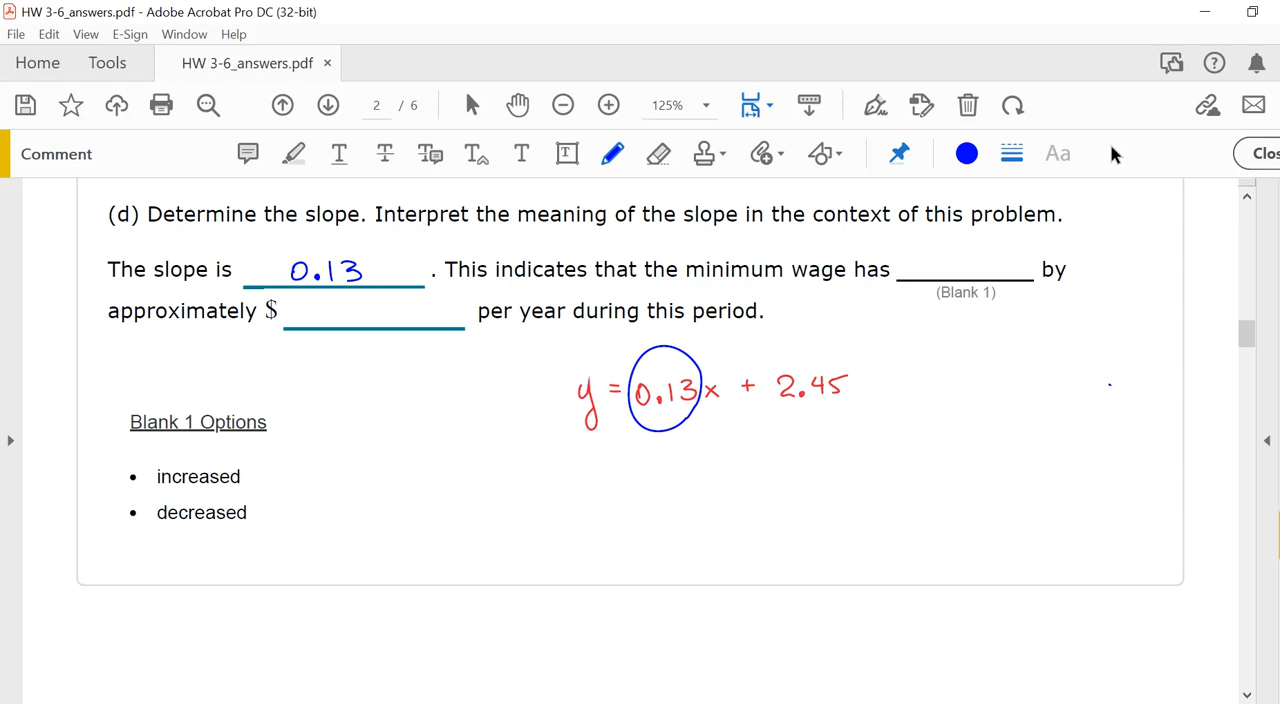 HW 3-6_answers.pdf - Adobe Acrobat Pro DC (32-bit)
File Edit View E-Sign Window Help
Home Tools HW 3-6_answers.pdf ×
2 / 6 125%
Comment T T T T T T Aa Clos
(d) Determine the slope. Interpret the meaning of the slope in the context of this problem.
The slope is 0.13 . This indicates that the minimum wage has __________ by
(Blank 1)
approximately $ __________ per year during this period.
y = 0.13x + 2.45
Blank 1 Options
• increased
• decreased